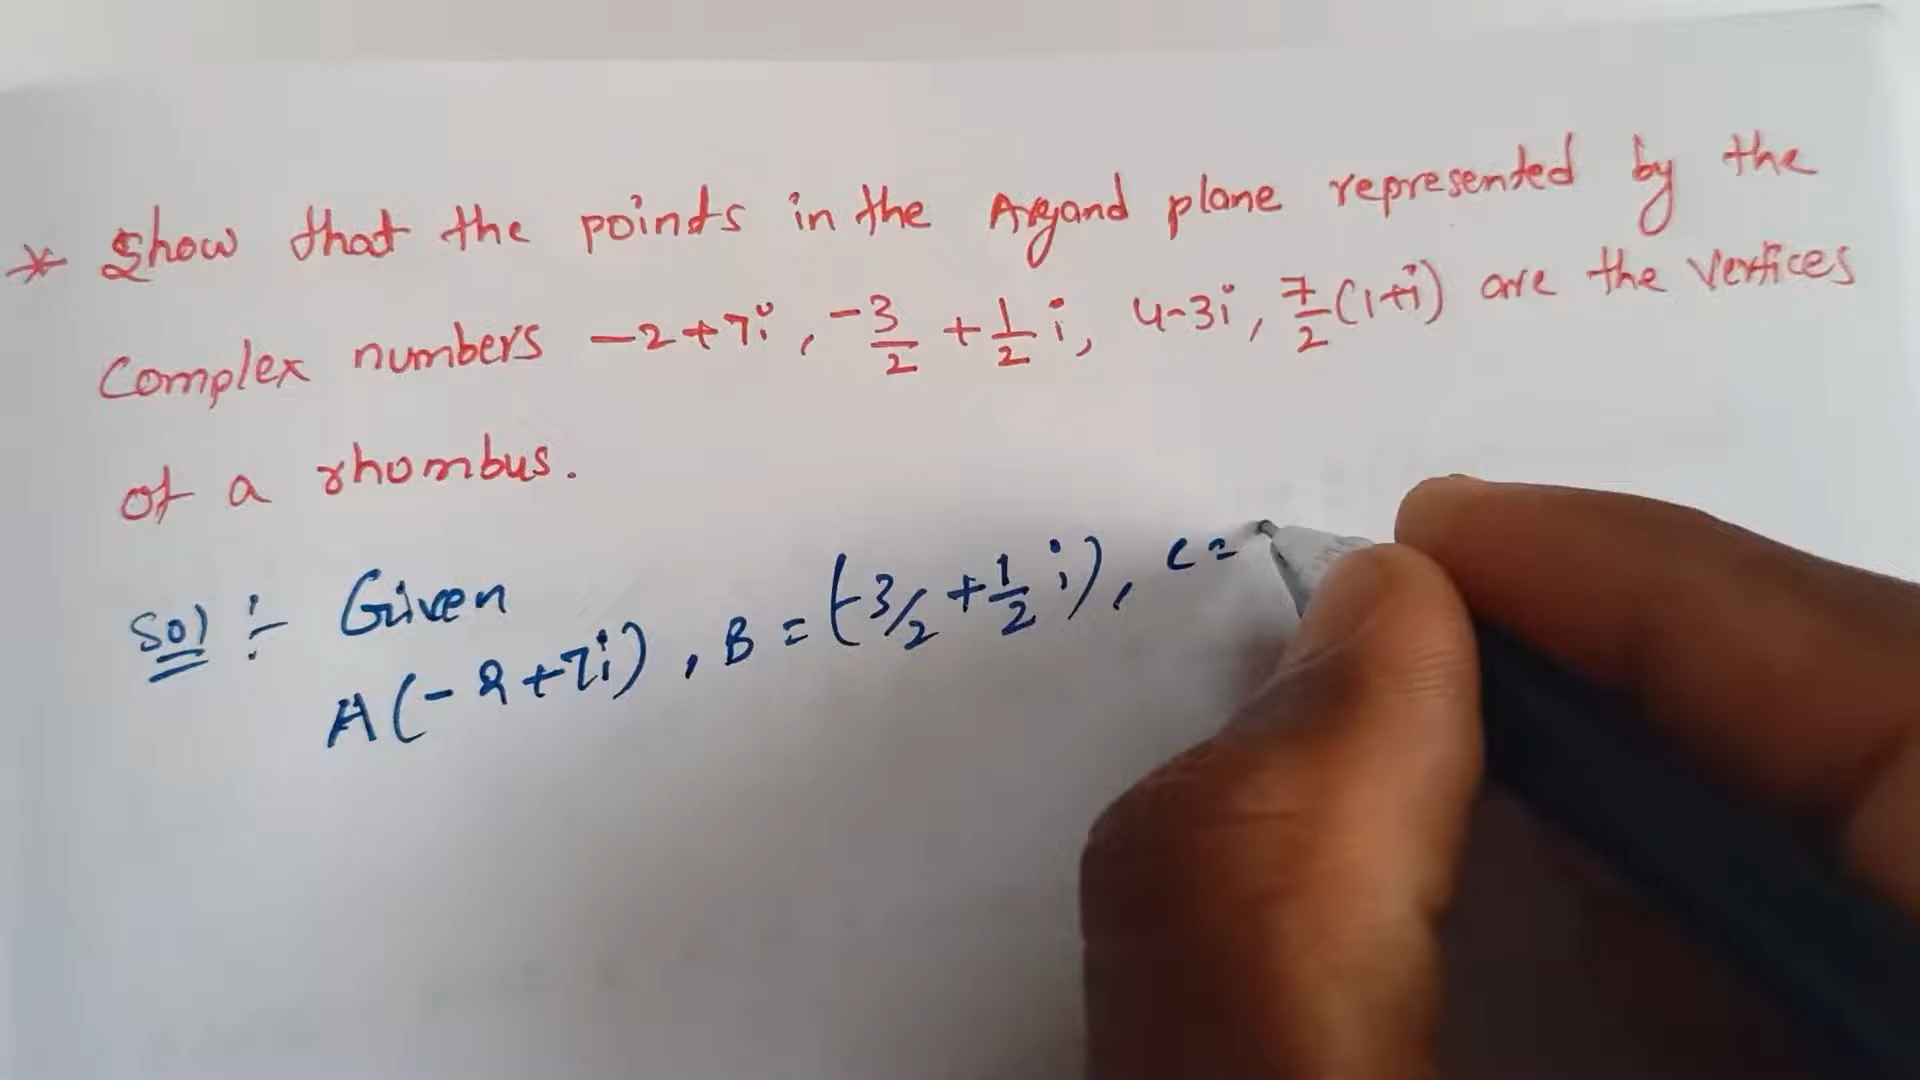 * Show that the points in the Argand plane represented by the
Complex numbers -2+7i, -3/2 + 1/2 i, 4-3i, 7/2 (1+i) are the vertices
of a rhombus.
Sol :- Given
A(-2+7i), B = (-3/2 + 1/2 i), C =